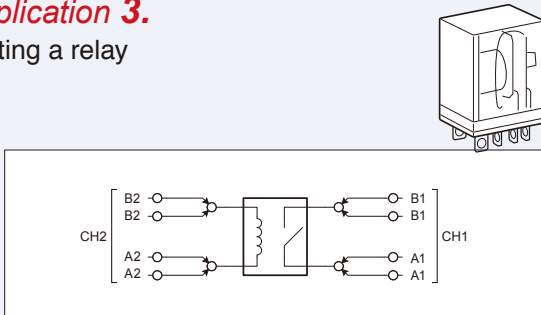 plication 3.
ting a relay
B2
B2
CH2
A2
A2
B1
B1
CH1
A1
A1